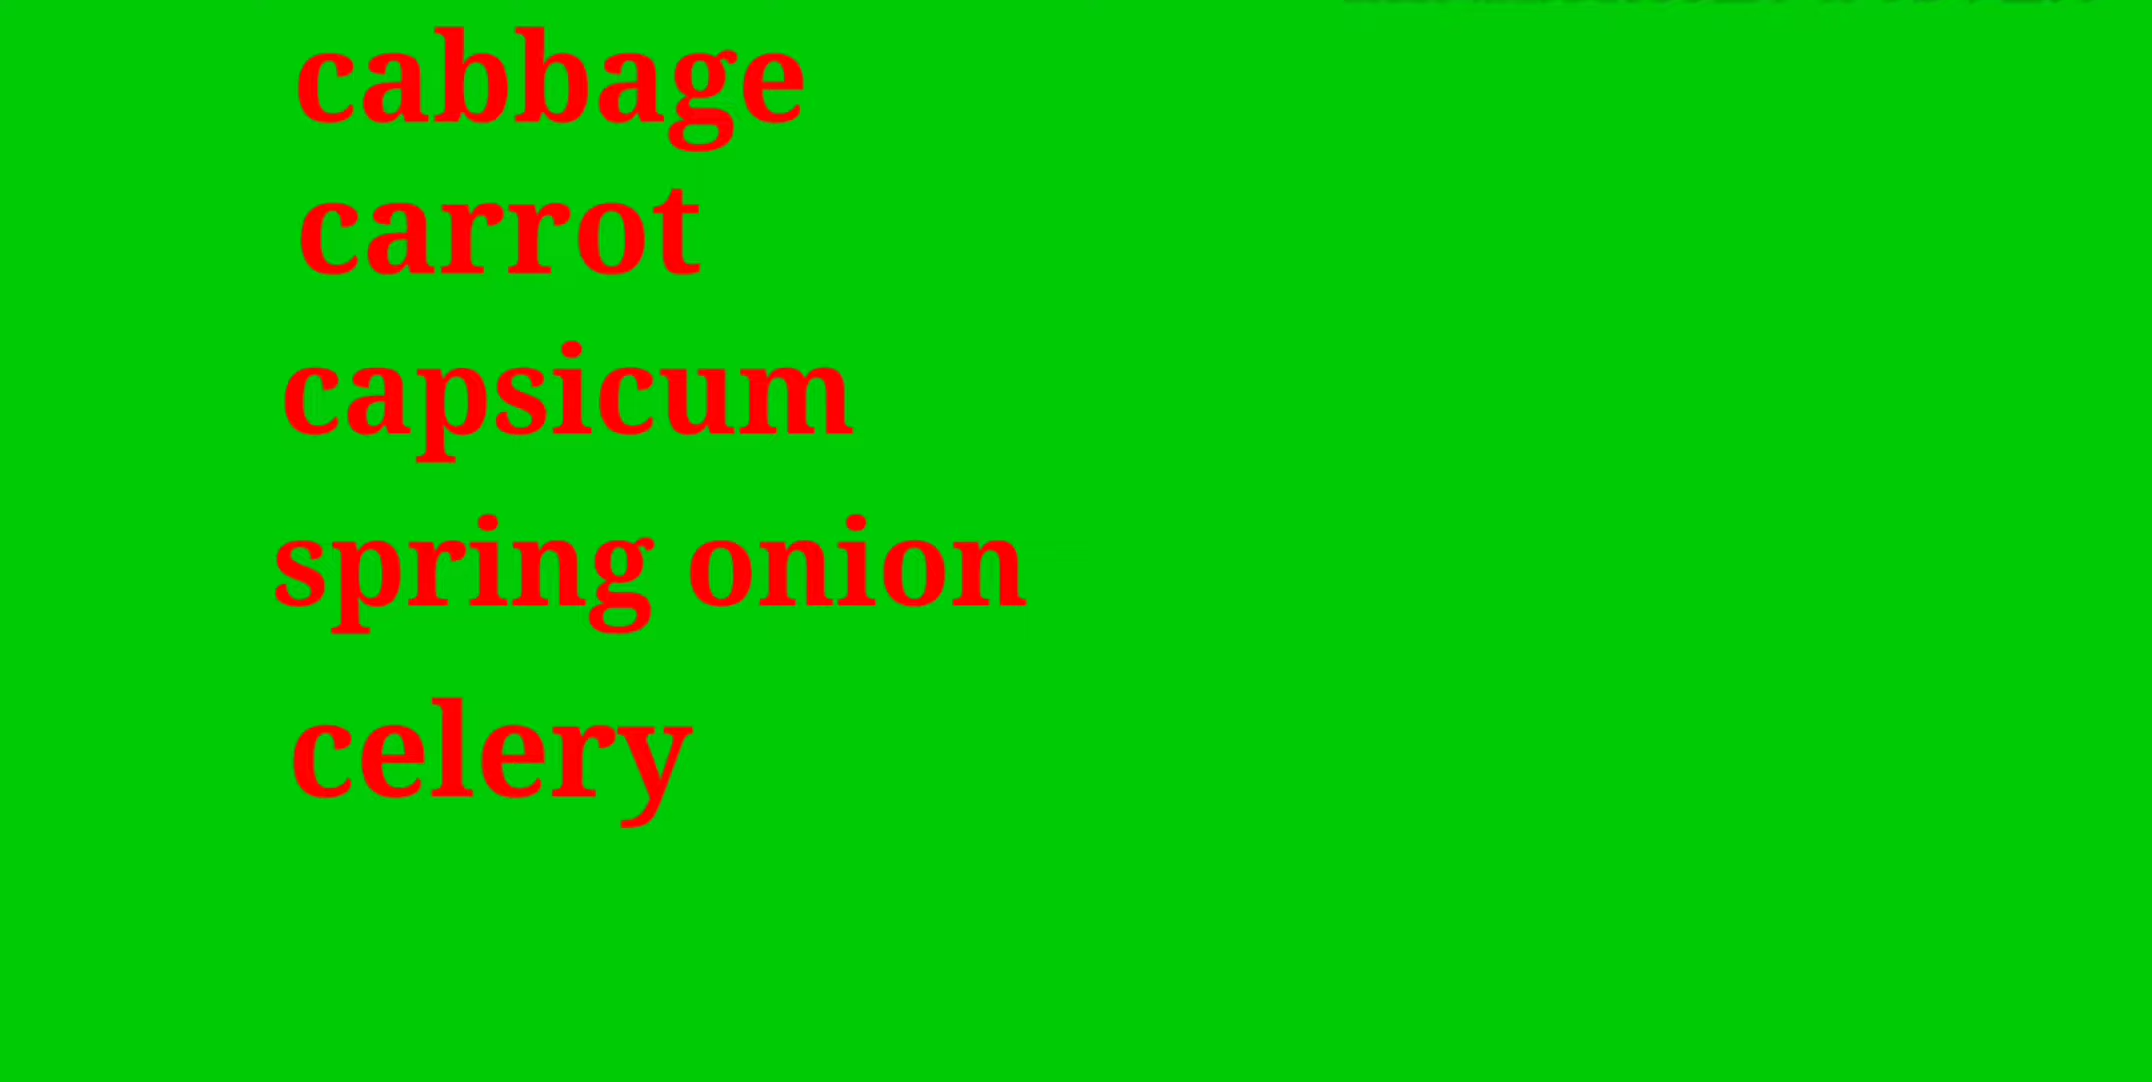 cabbage
carrot
capsicum
spring onion
celery